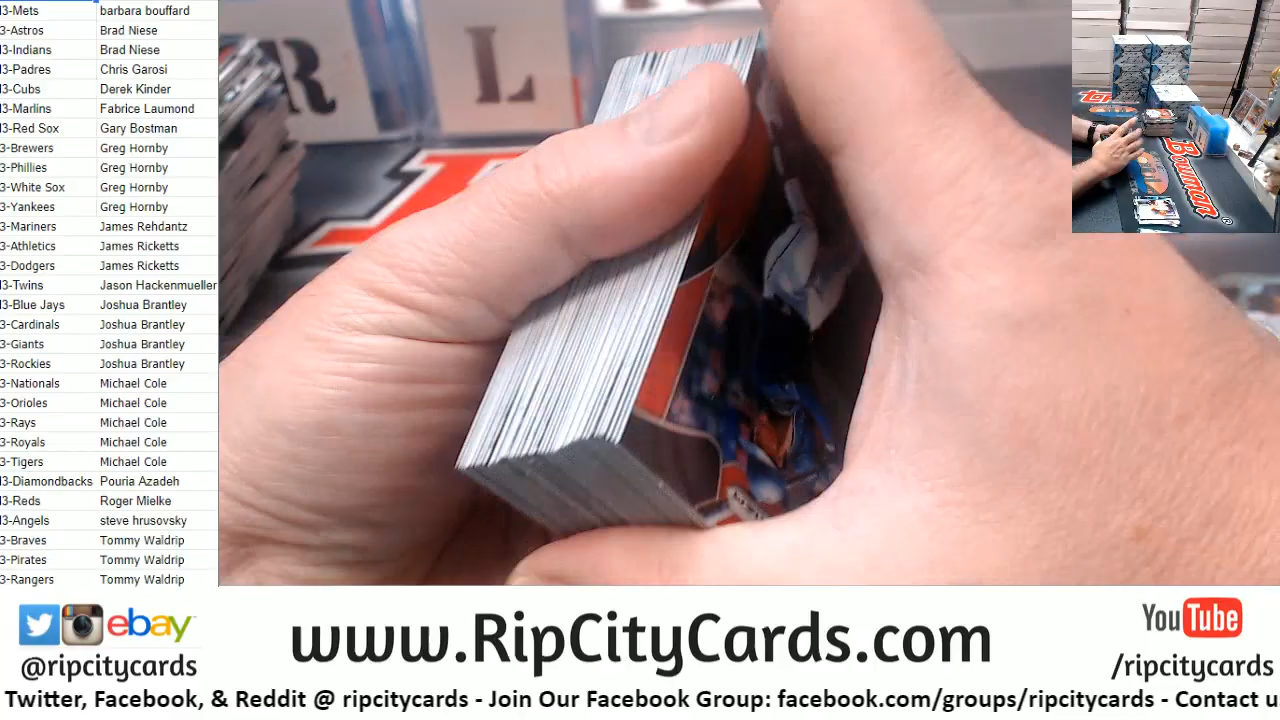 3-Mets barbara bouffard
3-Astros Brad Niese
3-Indians Brad Niese
3-Padres Chris Garosi
3-Cubs Derek Kinder
3-Marlins Fabrice Laumond
3-Red Sox Gary Bostman
3-Brewers Greg Hornby
3-Phillies Greg Hornby
3-White Sox Greg Hornby
3-Yankees Greg Hornby
3-Mariners James Rehdantz
3-Athletics James Ricketts
3-Dodgers James Ricketts
3-Twins Jason Hackenmueller
3-Blue Jays Joshua Brantley
3-Cardinals Joshua Brantley
3-Giants Joshua Brantley
3-Rockies Joshua Brantley
3-Nationals Michael Cole
3-Orioles Michael Cole
3-Rays Michael Cole
3-Royals Michael Cole
3-Tigers Michael Cole
3-Diamondbacks Pouria Azadeh
3-Reds Roger Mielke
3-Angels steve hrusovsky
3-Braves Tommy Waldrip
3-Pirates Tommy Waldrip
3-Rangers Tommy Waldrip
R L
Bowman
ebay
@ripcitycards
www.RipCityCards.com
YouTube
/ripcitycards
Twitter, Facebook, & Reddit @ ripcitycards - Join Our Facebook Group: facebook.com/groups/ripcitycards - Contact u